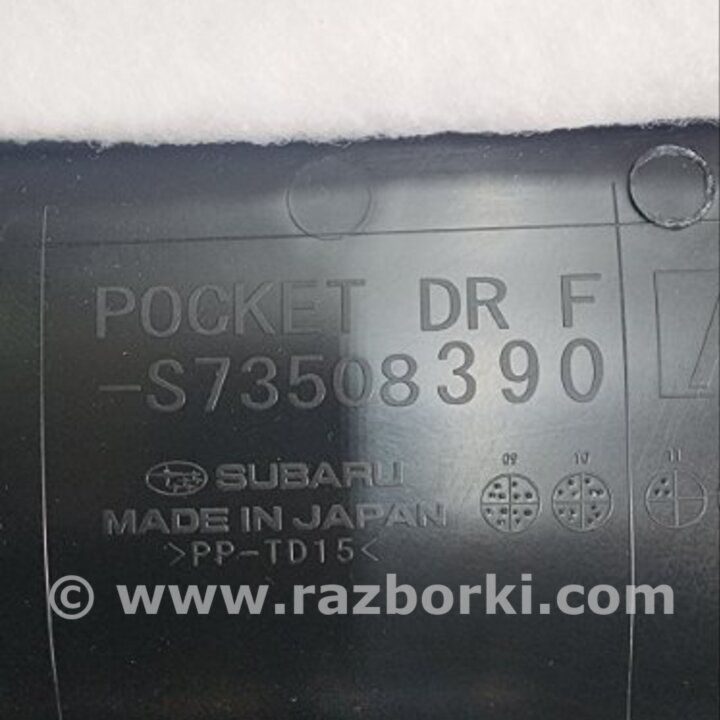 POCKET DR F
-S73508390
SUBARU
09 10 11
MADE IN JAPAN
>PP-TD15<
© www.razborki.com